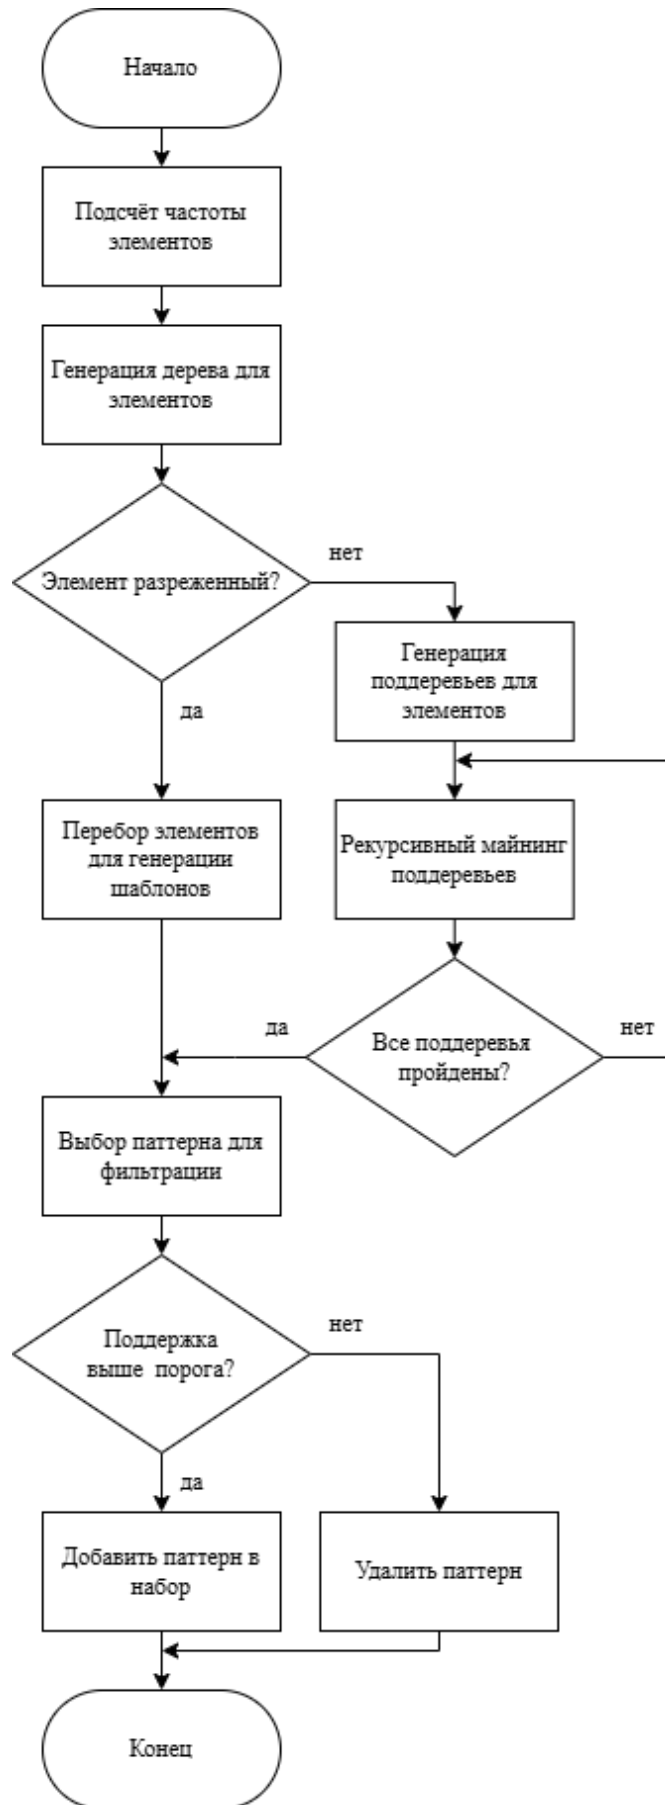 Начало
Подсчёт частоты
элементов
Генерация дерева для
элементов
Элемент разреженный?
нет
да
Генерация
поддеревьев для
элементов
Перебор элементов
для генерации
шаблонов
Рекурсивный майнинг
поддеревьев
Все поддеревья
пройдены?
да
нет
Выбор паттерна для
фильтрации
Поддержка
выше порога?
нет
да
Добавить паттерн в
набор
Удалить паттерн
Конец